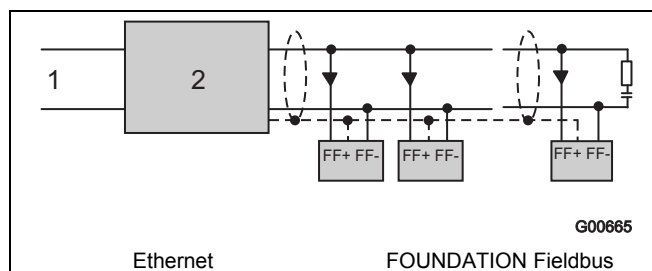 1 2
FF+ FF- FF+ FF- FF+ FF-
G00665
Ethernet FOUNDATION Fieldbus